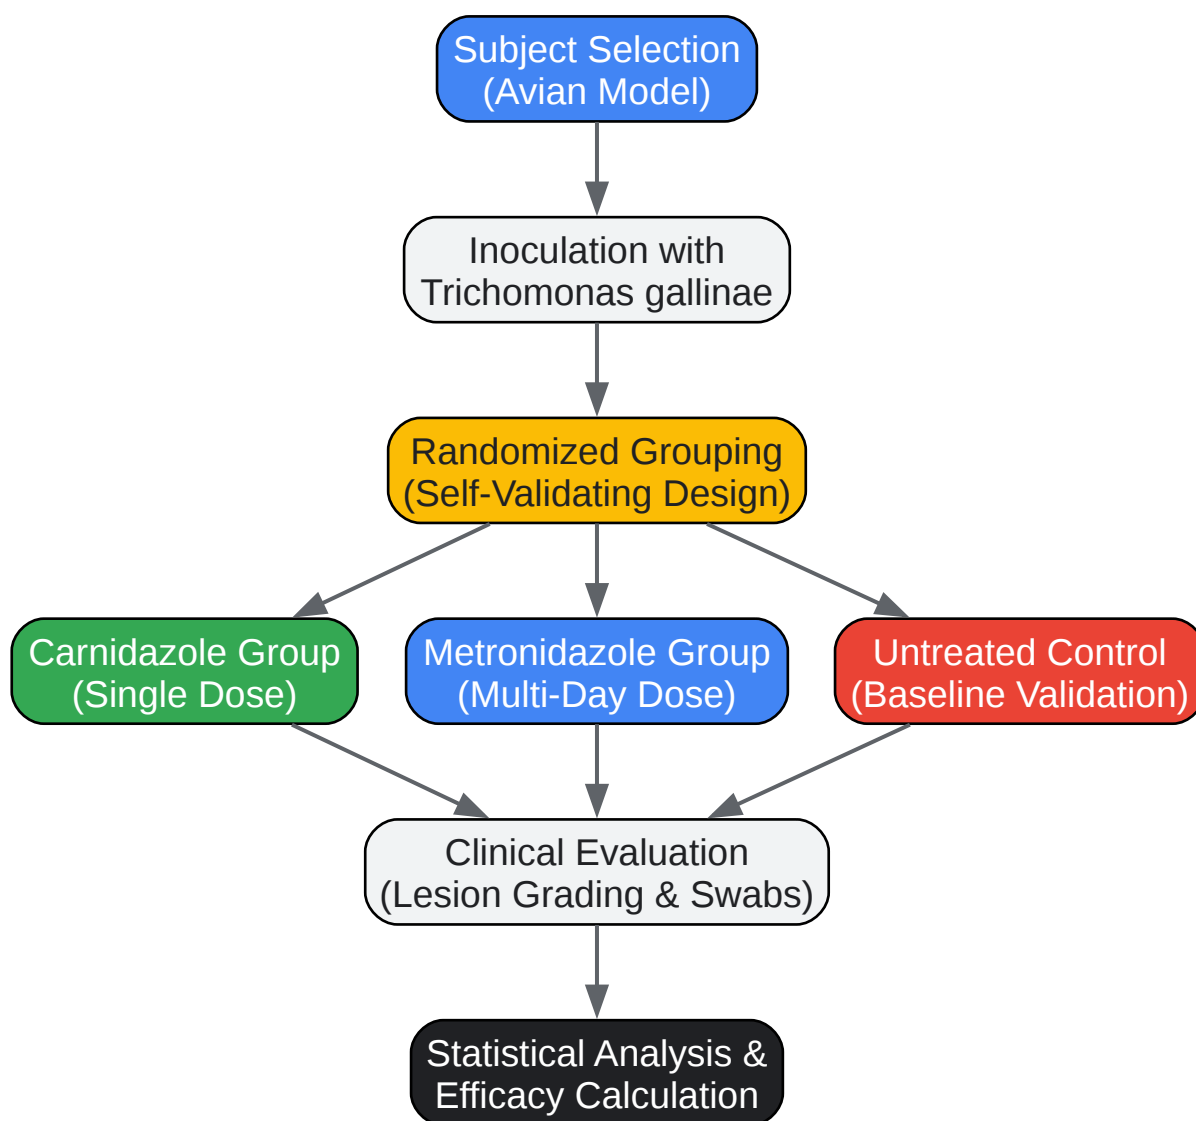 Subject Selection
(Avian Model)
Inoculation with
Trichomonas gallinae
Randomized Grouping
(Self-Validating Design)
Carnidazole Group
(Single Dose)
Metronidazole Group
(Multi-Day Dose)
Untreated Control
(Baseline Validation)
Clinical Evaluation
(Lesion Grading & Swabs)
Statistical Analysis &
Efficacy Calculation